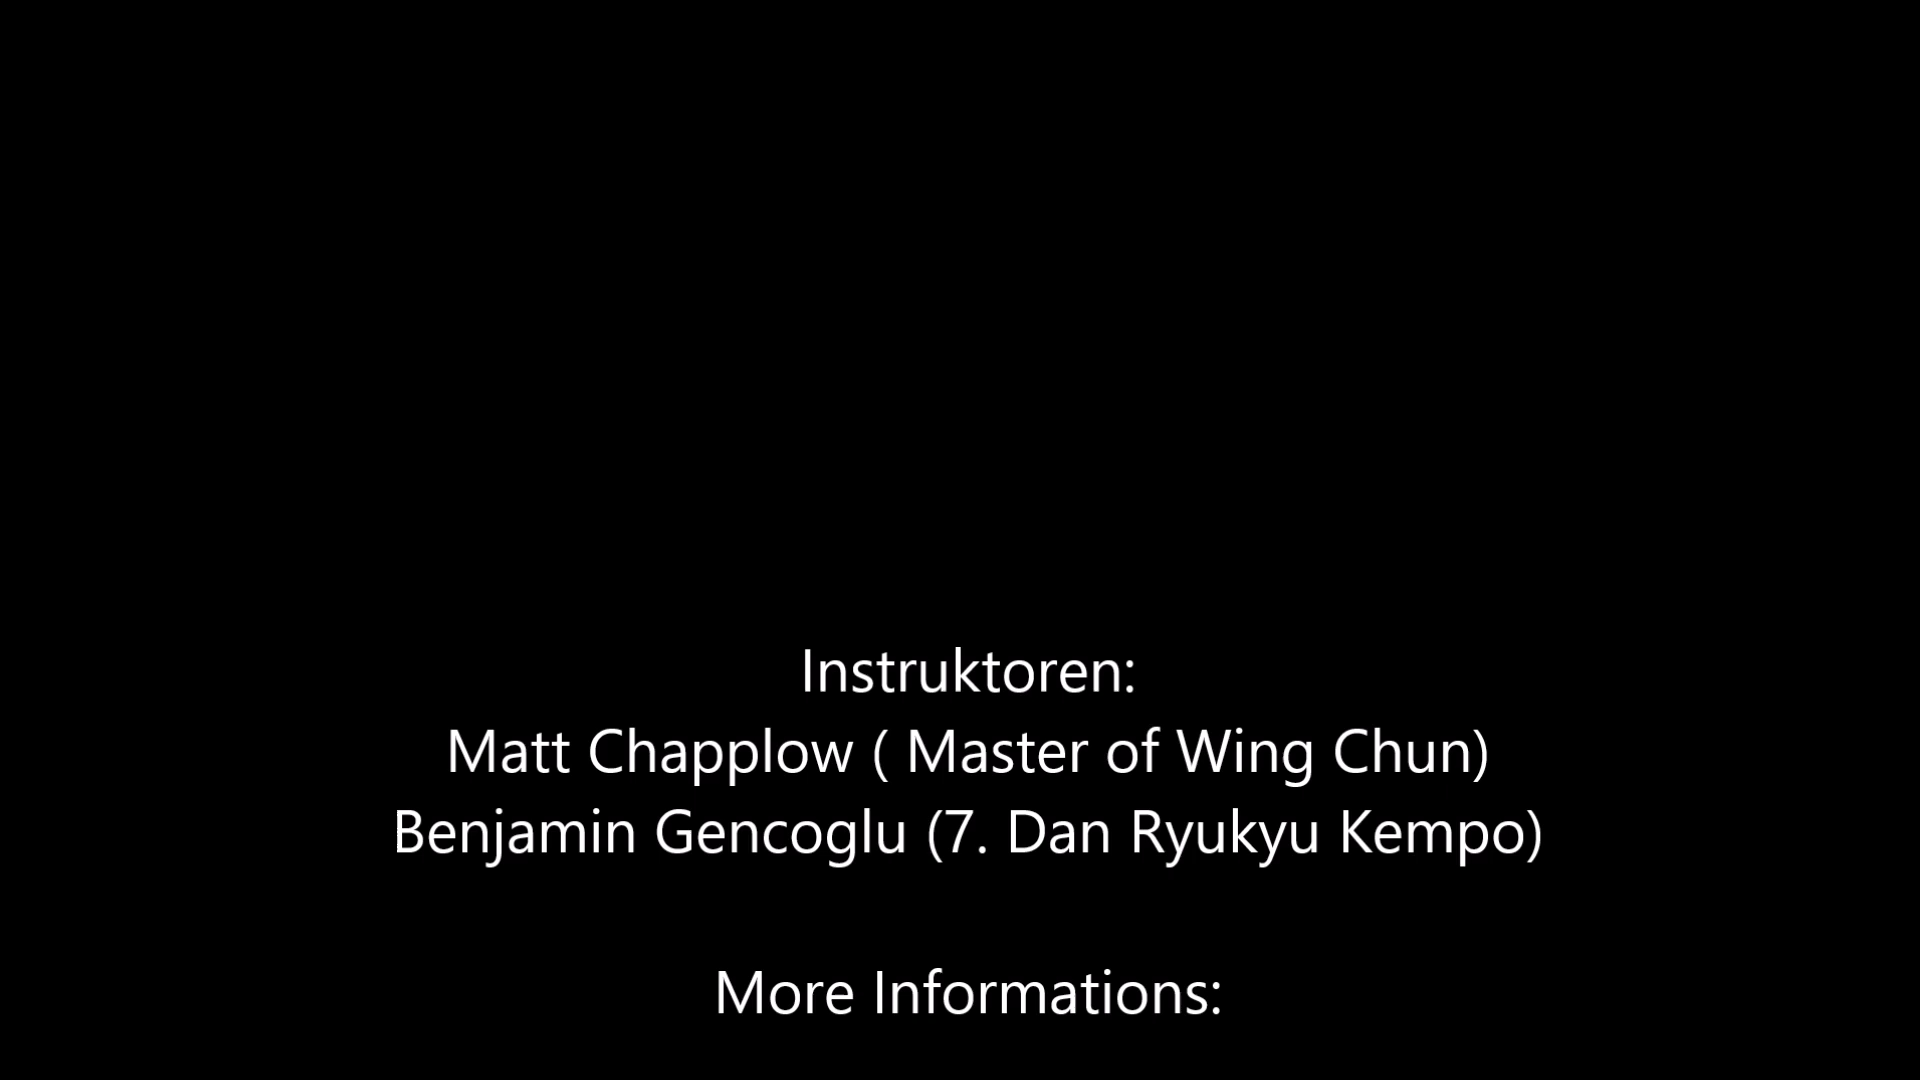 Instruktoren:
Matt Chapplow ( Master of Wing Chun)
Benjamin Gencoglu (7. Dan Ryukyu Kempo)
More Informations: